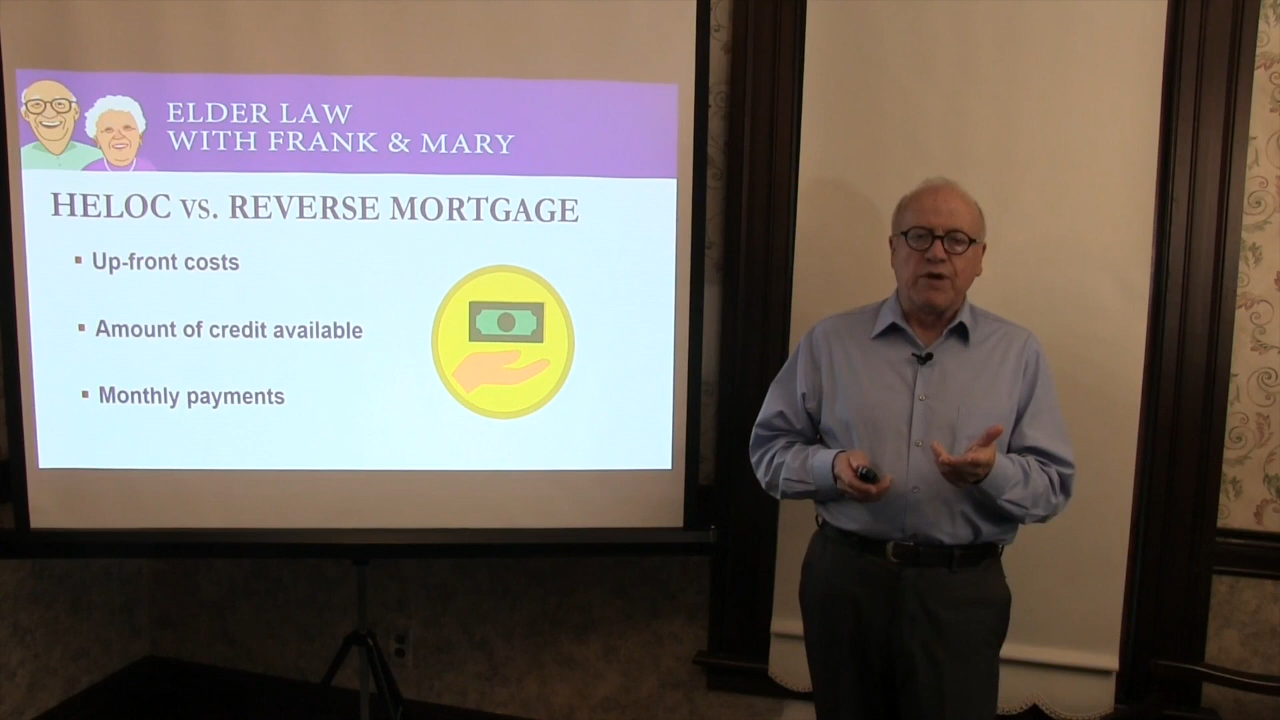 ELDER LAW
WITH FRANK & MARY
HELOC VS. REVERSE MORTGAGE
▪ Up-front costs
▪ Amount of credit available
▪ Monthly payments